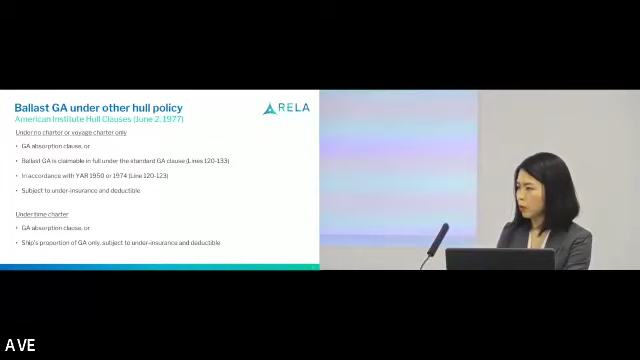 Ballast GA under other hull policy
American Institute Hull Clauses (June 2, 1977)
RELA
Under no charter or voyage charter only
• GA absorption clause, or
• Ballast GA is claimable in full under the standard GA clause (Lines 120-133)
• In accordance with YAR 1950 or 1974 (Line 120-123)
• Subject to under-insurance and deductible
Under time charter
• GA absorption clause, or
• Ship's proportion of GA only, subject to under-insurance and deductible
AVE